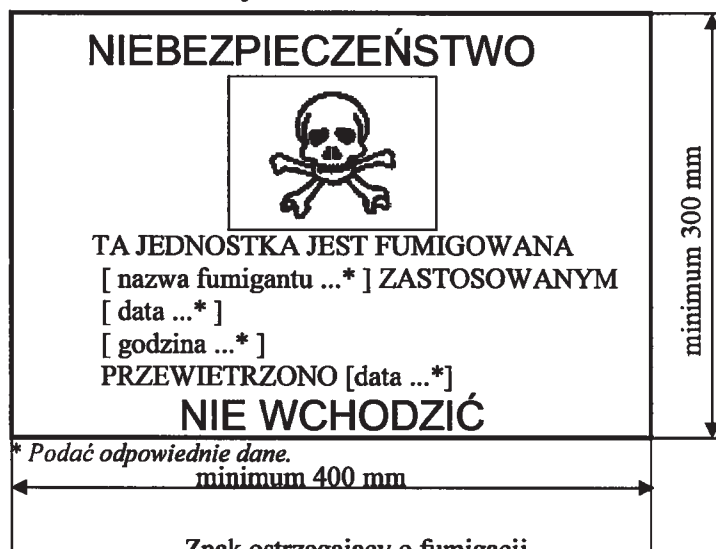 NIEBEZPIECZEŃSTWO
TA JEDNOSTKA JEST FUMIGOWANA
[ nazwa fumigantu ...* ] ZASTOSOWANYM
[ data ...* ]
[ godzina ...* ]
PRZEWIETRZONO [data ...*]
NIE WCHODZIĆ
minimum 300 mm
* Podać odpowiednie dane.
minimum 400 mm
Znak ostrzegający o fumigacji